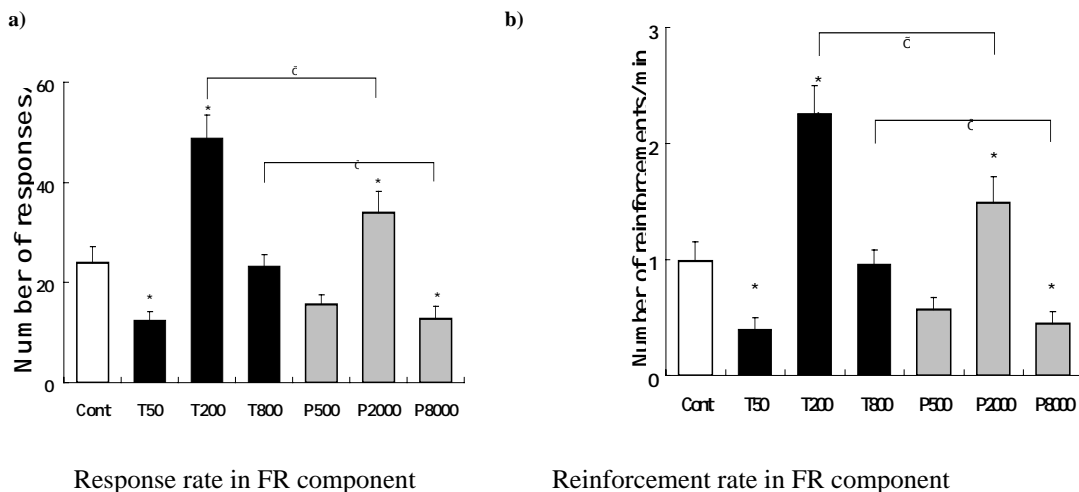 a)
Number of responses/
60
40
20
0
c̄
*
c̄
*
*
*
Cont T50 T200 T800 P500 P2000 P8000
Response rate in FR component
b)
Number of reinforcements/min
3
2
1
0
c̄
*
c̄
*
*
*
Cont T50 T200 T800 P500 P2000 P8000
Reinforcement rate in FR component